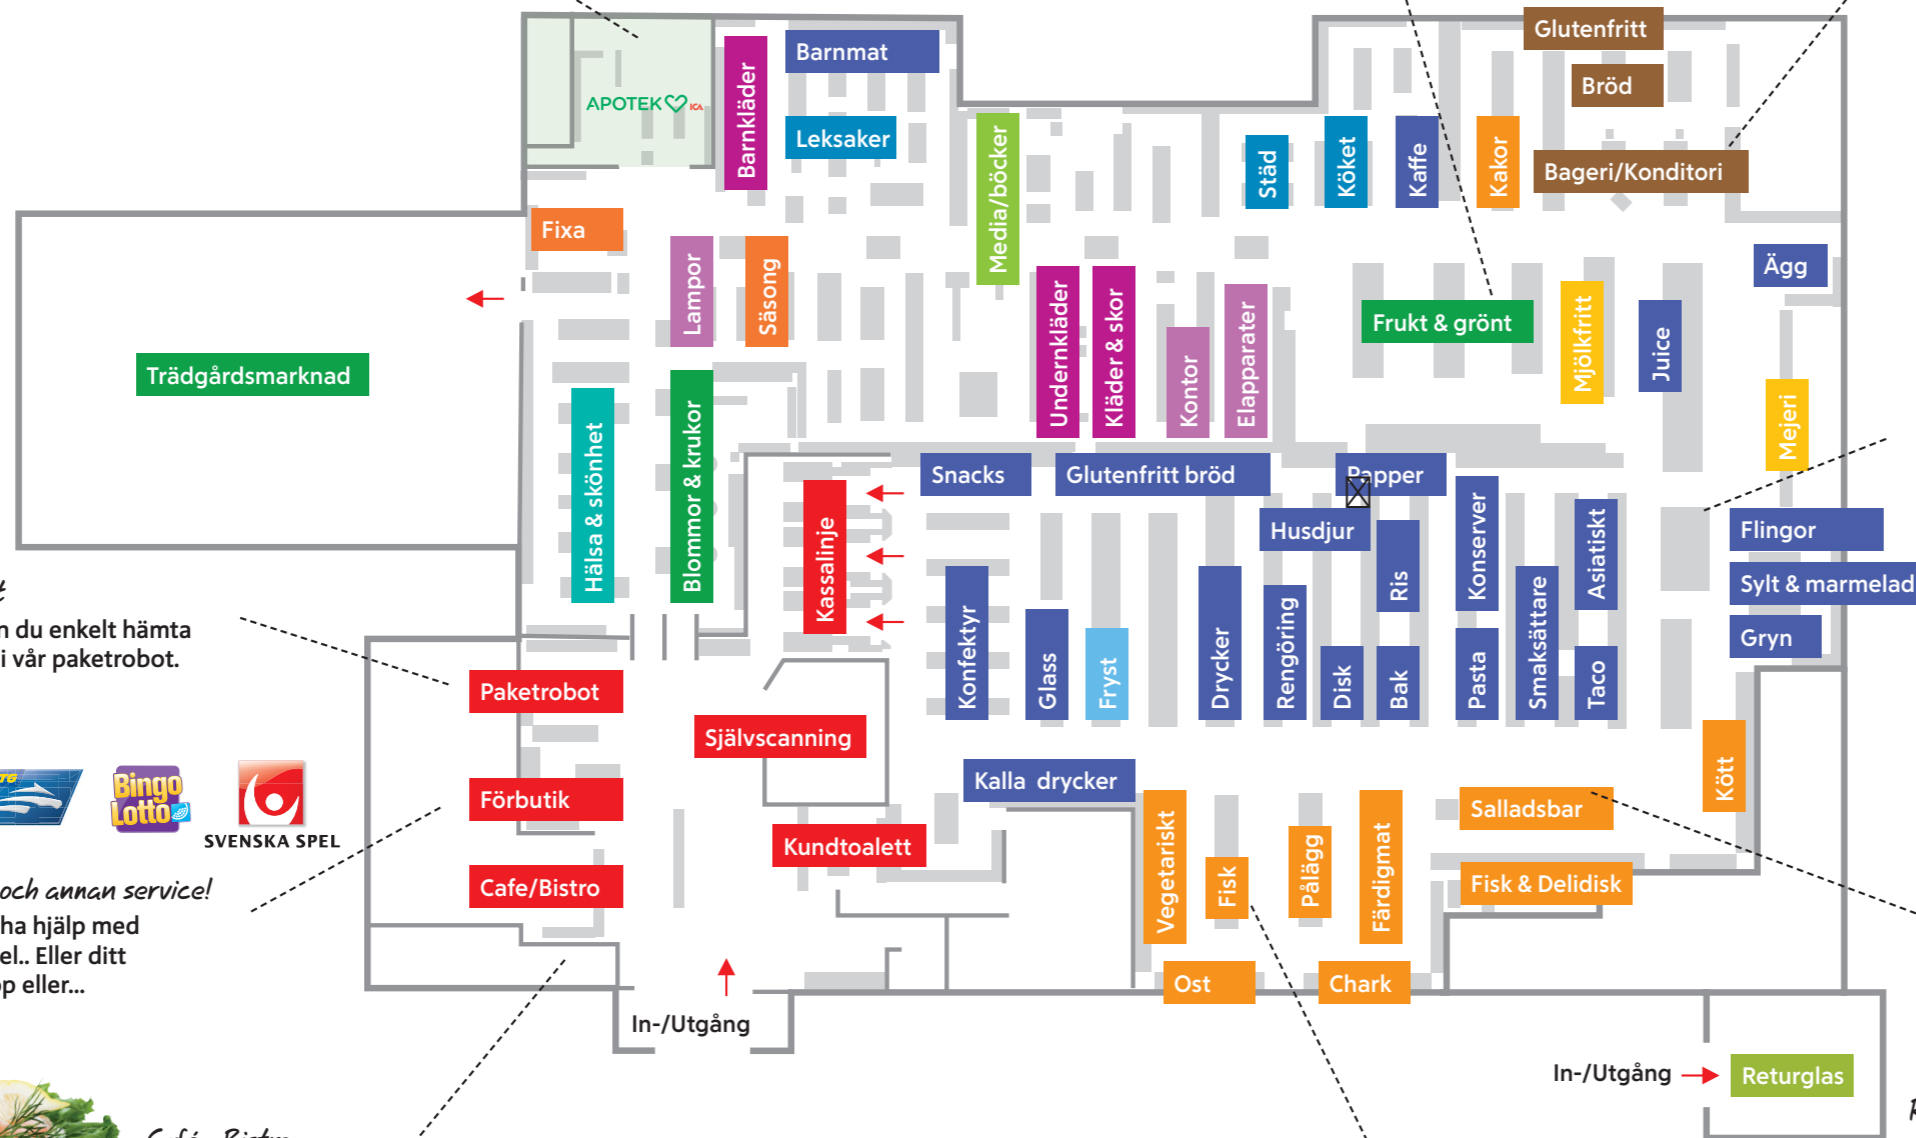 Glutenfritt
Bröd
Bageri/Konditori
Barnmat
Leksaker
Barnkläder
APOTEK ICA
Media/böcker
Städ
Köket
Kaffe
Kakor
Fixa
Lampor
Säsong
Ägg
Undernkläder
Kläder & skor
Kontor
Elapparater
Frukt & grönt
Mjölkfritt
Juice
Mejeri
Trädgårdsmarknad
Hälsa & skönhet
Blommor & krukor
Kassalinje
Snacks
Glutenfritt bröd
Papper
Husdjur
Ris
Konserver
Asiatiskt
Flingor
Sylt & marmelad
Gryn
Konfektyr
Glass
Fryst
Drycker
Rengöring
Disk
Bak
Pasta
Smaksättare
Taco
n du enkelt hämta
i vår paketrobot.
Paketrobot
Självscanning
Kött
Kalla drycker
Bingo
Lotto
SVENSKA SPEL
Förbutik
Kundtoalett
Cafe/Bistro
Vegetariskt
Fisk
Pålägg
Färdigmat
Salladsbar
Fisk & Delidisk
och annan service!
ha hjälp med
el.. Eller ditt
pp eller...
Ost
Chark
In-/Utgång
In-/Utgång
Returglas